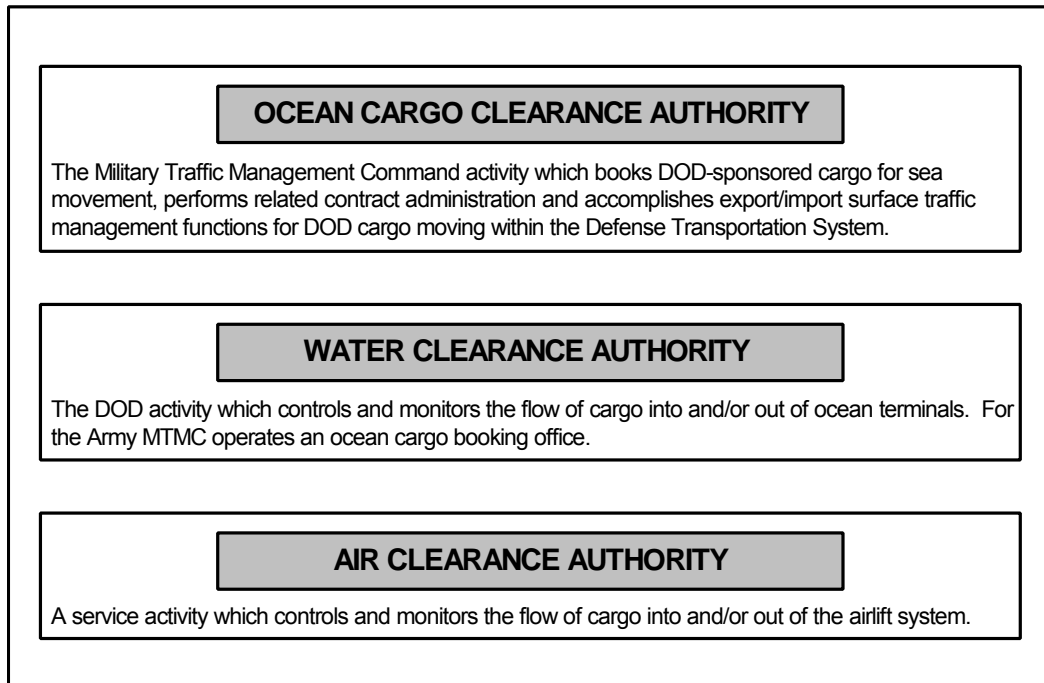 OCEAN CARGO CLEARANCE AUTHORITY
The Military Traffic Management Command activity which books DOD-sponsored cargo for sea
movement, performs related contract administration and accomplishes export/import surface traffic
management functions for DOD cargo moving within the Defense Transportation System.
WATER CLEARANCE AUTHORITY
The DOD activity which controls and monitors the flow of cargo into and/or out of ocean terminals.  For
the Army MTMC operates an ocean cargo booking office.
AIR CLEARANCE AUTHORITY
A service activity which controls and monitors the flow of cargo into and/or out of the airlift system.